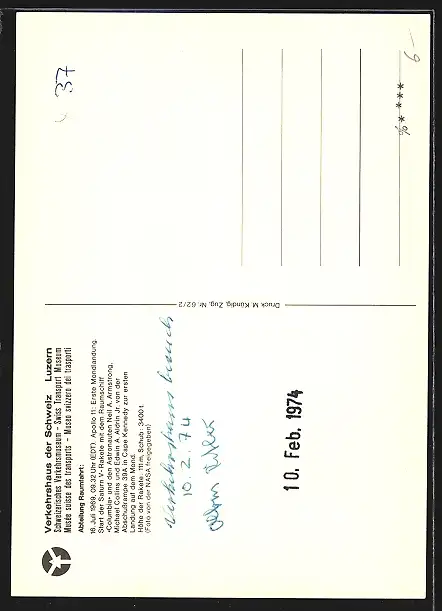 Verkehrshaus der Schweiz Luzern
Schweizerisches Verkehrsmuseum – Swiss Transport Museum
Musée suisse des transports – Museo svizzero dei trasporti
Abteilung Raumfahrt:
16. Juli 1969, 09.32 Uhr (EDT). Apollo 11: Erste Mondlandung.
Start der Saturn V-Rakete mit dem Raumschiff
«Columbia» und den Astronauten Neil A. Armstrong,
Michael Collins und Edwin A. Aldrin Jr. von der
Abschußrampe 39A in Cape Kennedy zur ersten
Landung auf dem Mond.
Höhe der Rakete: 111 m, Schub: 3400 t
(Foto von der NASA freigegeben)
Verkehrshaus besuch
10. 2. 74
10. Feb. 1974
Druck M. Kündig, Zug, Nr. 62/2
37
6.–
%* ***